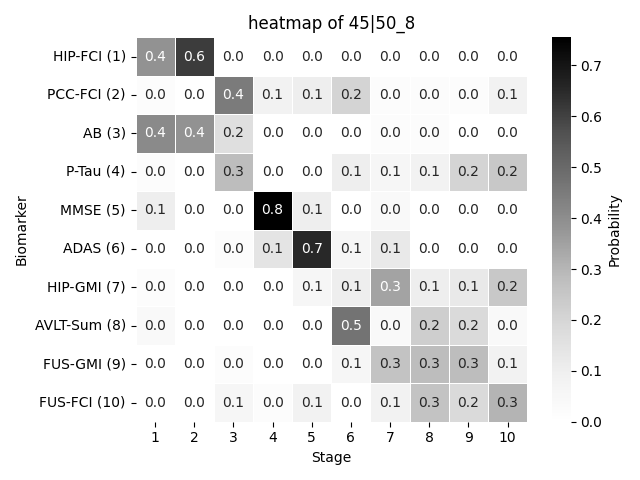 heatmap of 45|50_8
HIP-FCI (1) 0.4 0.6 0.0 0.0 0.0 0.0 0.0 0.0 0.0 0.0
PCC-FCI (2) 0.0 0.0 0.4 0.1 0.1 0.2 0.0 0.0 0.0 0.1
AB (3) 0.4 0.4 0.2 0.0 0.0 0.0 0.0 0.0 0.0 0.0
P-Tau (4) 0.0 0.0 0.3 0.0 0.0 0.1 0.1 0.1 0.2 0.2
MMSE (5) 0.1 0.0 0.0 0.8 0.1 0.0 0.0 0.0 0.0 0.0
ADAS (6) 0.0 0.0 0.0 0.1 0.7 0.1 0.1 0.0 0.0 0.0
HIP-GMI (7) 0.0 0.0 0.0 0.0 0.1 0.1 0.3 0.1 0.1 0.2
AVLT-Sum (8) 0.0 0.0 0.0 0.0 0.0 0.5 0.0 0.2 0.2 0.0
FUS-GMI (9) 0.0 0.0 0.0 0.0 0.0 0.1 0.3 0.3 0.3 0.1
FUS-FCI (10) 0.0 0.0 0.1 0.0 0.1 0.0 0.1 0.3 0.2 0.3
1 2 3 4 5 6 7 8 9 10
Stage
Biomarker
0.7
0.6
0.5
0.4
0.3
0.2
0.1
0.0
Probability